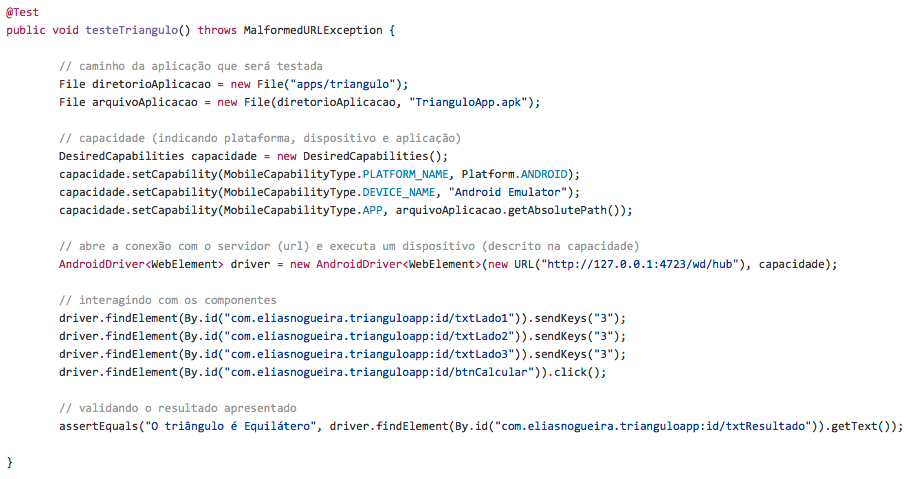 @Test
public void testeTriangulo() throws MalformedURLException {
// caminho da aplicação que será testada
File diretorioAplicacao = new File("apps/triangulo");
File arquivoAplicacao = new File(diretorioAplicacao, "TrianguloApp.apk");
// capacidade (indicando plataforma, dispositivo e aplicação)
DesiredCapabilities capacidade = new DesiredCapabilities();
capacidade.setCapability(MobileCapabilityType.PLATFORM_NAME, Platform.ANDROID);
capacidade.setCapability(MobileCapabilityType.DEVICE_NAME, "Android Emulator");
capacidade.setCapability(MobileCapabilityType.APP, arquivoAplicacao.getAbsolutePath());
// abre a conexão com o servidor (url) e executa um dispositivo (descrito na capacidade)
AndroidDriver<WebElement> driver = new AndroidDriver<WebElement>(new URL("http://127.0.0.1:4723/wd/hub"), capacidade);
// interagindo com os componentes
driver.findElement(By.id("com.eliasnogueira.trianguloapp:id/txtLado1")).sendKeys("3");
driver.findElement(By.id("com.eliasnogueira.trianguloapp:id/txtLado2")).sendKeys("3");
driver.findElement(By.id("com.eliasnogueira.trianguloapp:id/txtLado3")).sendKeys("3");
driver.findElement(By.id("com.eliasnogueira.trianguloapp:id/btnCalcular")).click();
// validando o resultado apresentado
assertEquals("O triângulo é Equilátero", driver.findElement(By.id("com.eliasnogueira.trianguloapp:id/txtResultado")).getText());
}